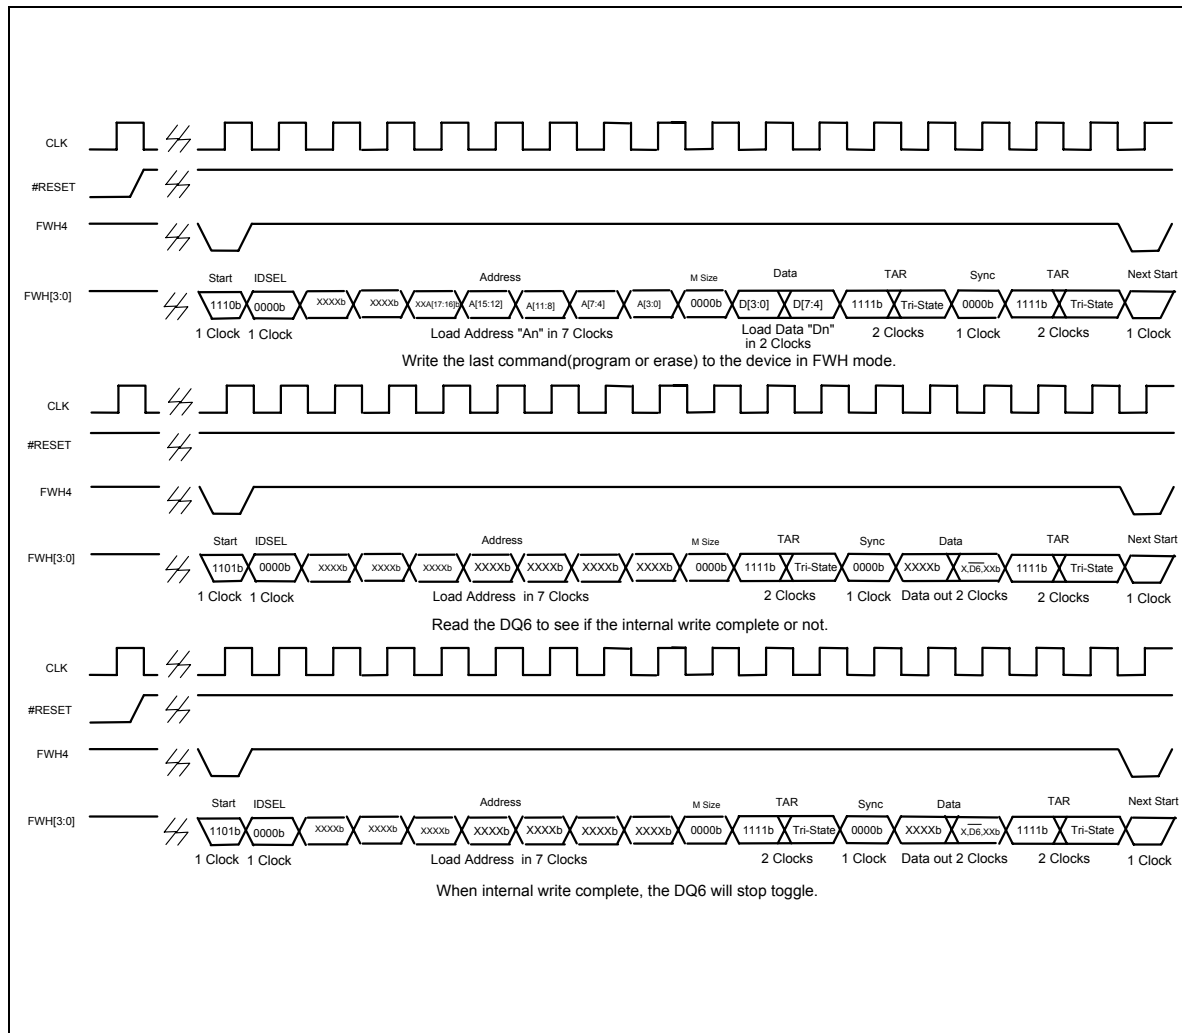 CLK
#RESET
FWH4
Start IDSEL Address M Size Data TAR Sync TAR Next Start
FWH[3:0] 1110b 0000b XXXXb XXXXb XXA[17:16]b A[15:12] A[11:8] A[7:4] A[3:0] 0000b D[3:0] D[7:4] 1111b Tri-State 0000b 1111b Tri-State
1 Clock 1 Clock Load Address "An" in 7 Clocks Load Data "Dn" 2 Clocks 1 Clock 2 Clocks 1 Clock
in 2 Clocks
Write the last command(program or erase) to the device in FWH mode.
CLK
#RESET
FWH4
Start IDSEL Address M Size TAR Sync Data TAR Next Start
FWH[3:0] 1101b 0000b XXXXb XXXXb XXXXb XXXXb XXXXb XXXXb XXXXb 0000b 1111b Tri-State 0000b XXXXb X,D6,XXb 1111b Tri-State
1 Clock 1 Clock Load Address in 7 Clocks 2 Clocks 1 Clock Data out 2 Clocks 2 Clocks 1 Clock
Read the DQ6 to see if the internal write complete or not.
CLK
#RESET
FWH4
Start IDSEL Address M Size TAR Sync Data TAR Next Start
FWH[3:0] 1101b 0000b XXXXb XXXXb XXXXb XXXXb XXXXb XXXXb XXXXb 0000b 1111b Tri-State 0000b XXXXb X,D6,XXb 1111b Tri-State
1 Clock 1 Clock Load Address in 7 Clocks 2 Clocks 1 Clock Data out 2 Clocks 2 Clocks 1 Clock
When internal write complete, the DQ6 will stop toggle.